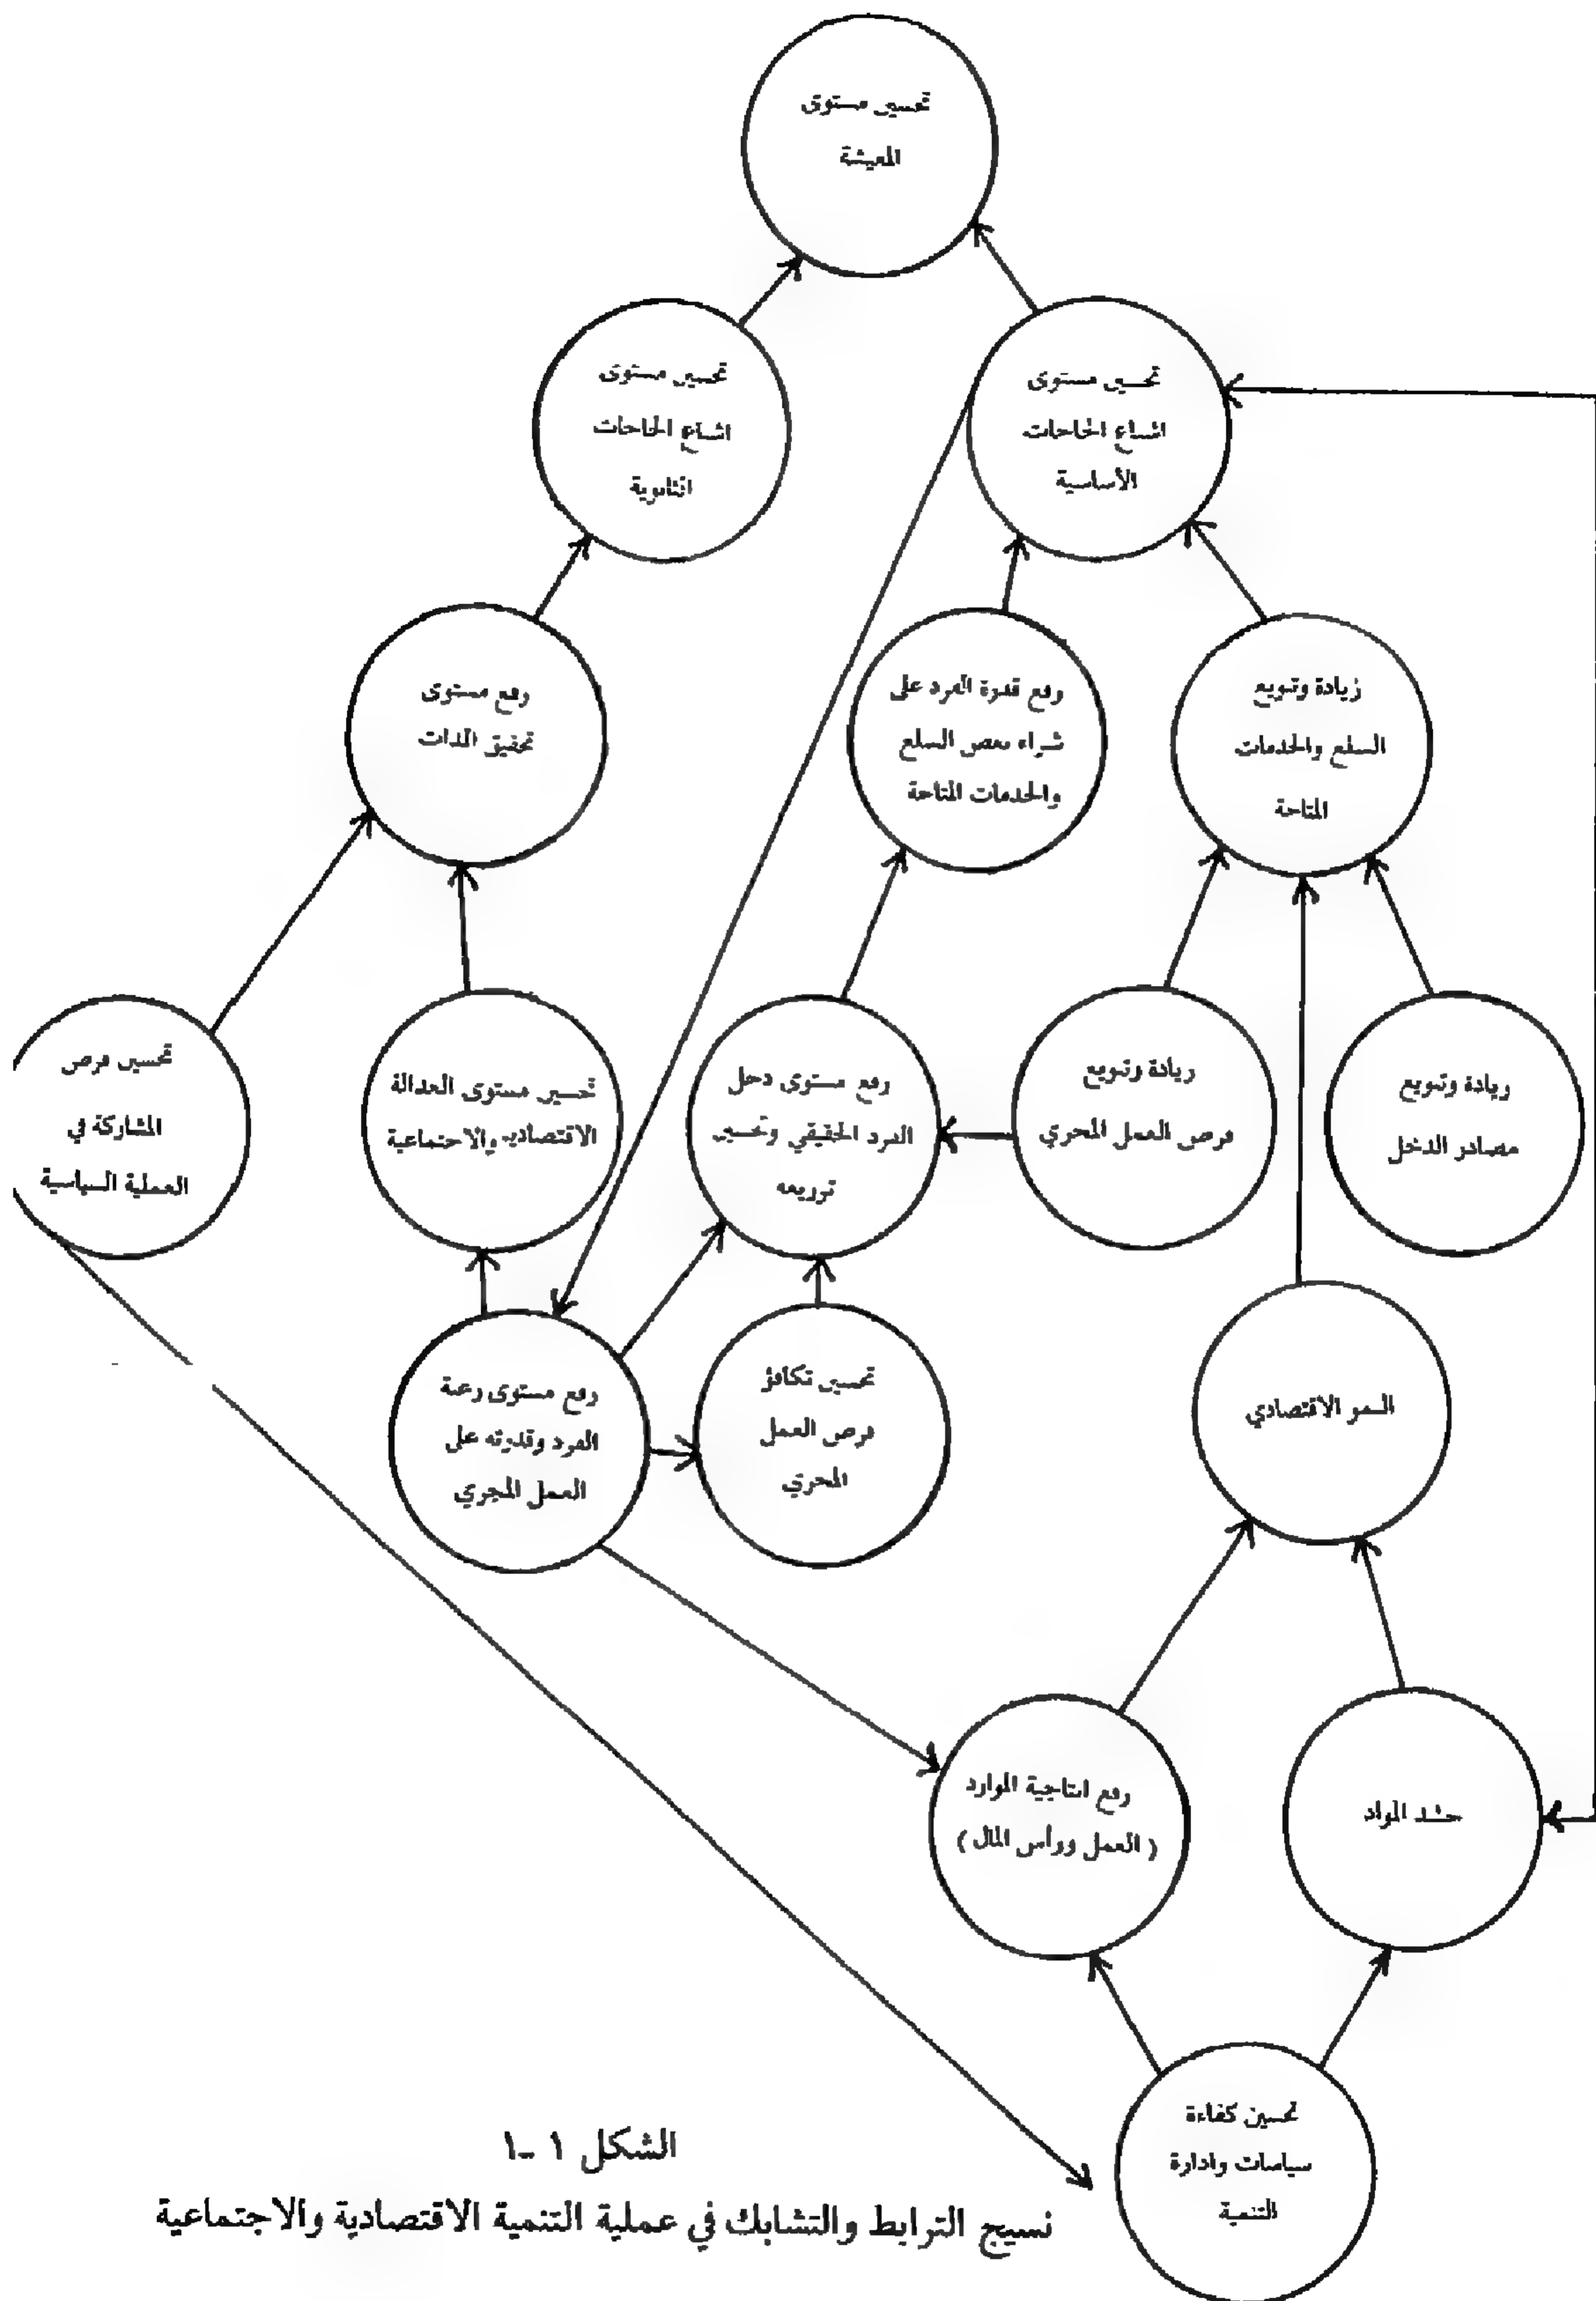 تحسين مستوى
المعيشة
تحسين مستوى
اشباع الحاجات
الأساسية
تحسين مستوى
اشباع الحاجات
الثانوية
زيادة وتنويع
السلع والخدمات
المتاحة
رفع قدرة الفرد على
شراء بعض السلع
والخدمات المتاحة
رفع مستوى
تحقيق الذات
زيادة وتنويع
مصادر الدخل
زيادة وتنويع
فرص العمل المجزي
رفع مستوى دخل
الفرد الحقيقي وتحسين
توزيعه
تحسين مستوى العدالة
الاقتصادية والاجتماعية
تحسين فرص
المشاركة في
العملية السياسية
النمو الاقتصادي
تحسين تكافؤ
فرص العمل
المجزي
رفع مستوى رغبة
الفرد وقدرته على
العمل المجزي
حشد المواد
رفع انتاجية الموارد
( العمل ورأس المال )
تحسين كفاءة
سياسات وادارة
التنمية
الشكل ١ ـ١
نسيج الترابط والتشابك في عملية التنمية الاقتصادية والاجتماعية